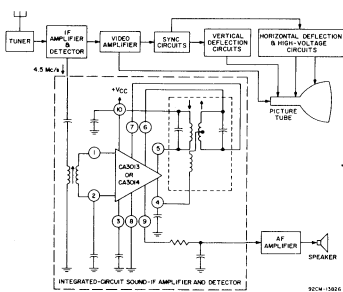 TUNER
IF
AMPLIFIER
&
DETECTOR
VIDEO
AMPLIFIER
SYNC
CIRCUITS
VERTICAL
DEFLECTION
CIRCUITS
HORIZONTAL DEFLECTION
& HIGH-VOLTAGE
CIRCUITS
4.5 Mc/s
PICTURE
TUBE
+VCC
10
7
6
1
5
CA3013
OR
CA3014
2
4
3
8
9
AF
AMPLIFIER
SPEAKER
INTEGRATED-CIRCUIT SOUND-IF AMPLIFIER AND DETECTOR
92CM-13826